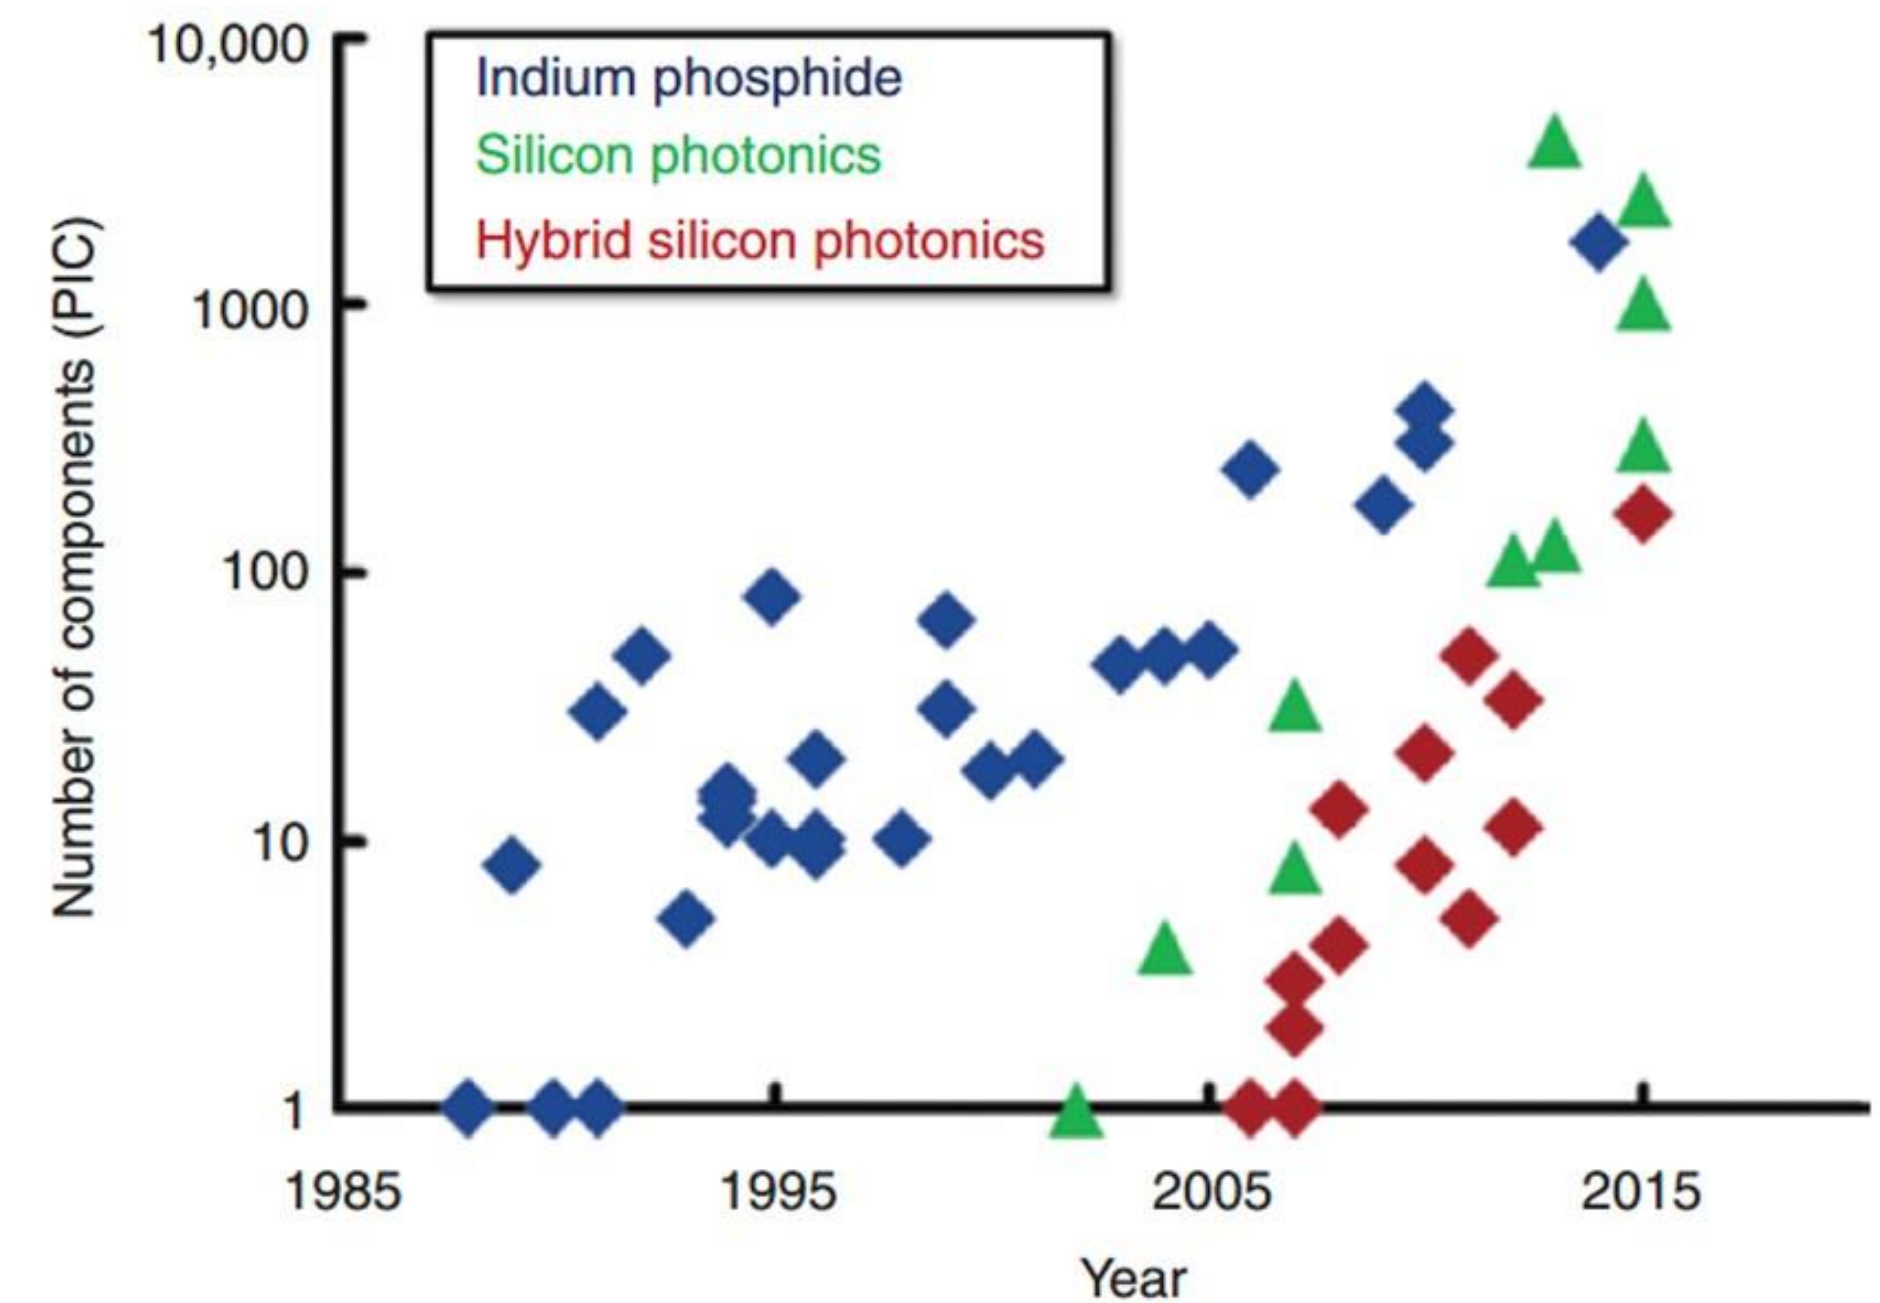 10,000
1000
100
10
1
Number of components (PIC)
Indium phosphide
Silicon photonics
Hybrid silicon photonics
1985
1995
2005
2015
Year